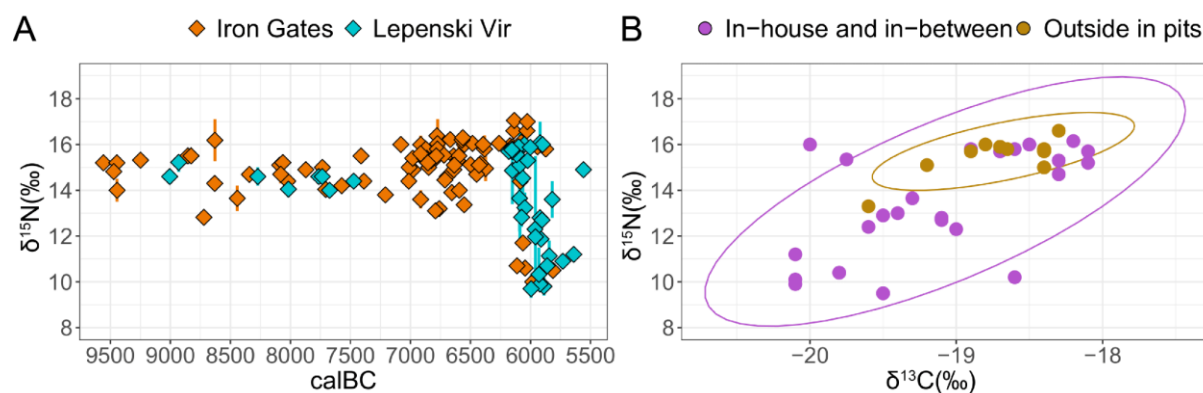 A
Iron Gates
Lepenski Vir
δ¹⁵N(‰)
18
16
14
12
10
8
9500 9000 8500 8000 7500 7000 6500 6000 5500
calBC
B
In−house and in−between
Outside in pits
δ¹⁵N(‰)
18
16
14
12
10
8
−20 −19 −18
δ¹³C(‰)